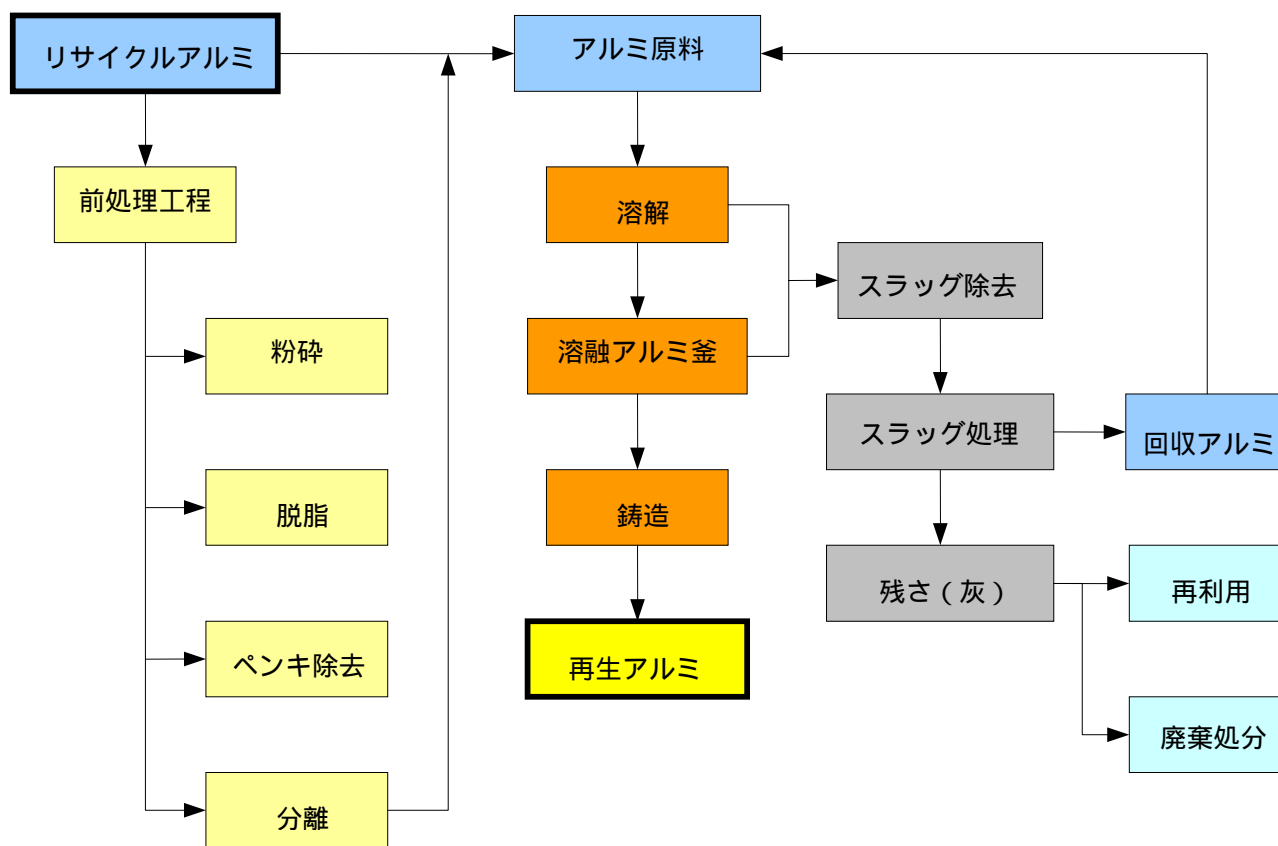 リサイクルアルミ
アルミ原料
前処理工程
溶解
スラッグ除去
粉砕
溶融アルミ釜
スラッグ処理
回収アルミ
脱脂
鋳造
残さ（灰）
再利用
ペンキ除去
再生アルミ
廃棄処分
分離